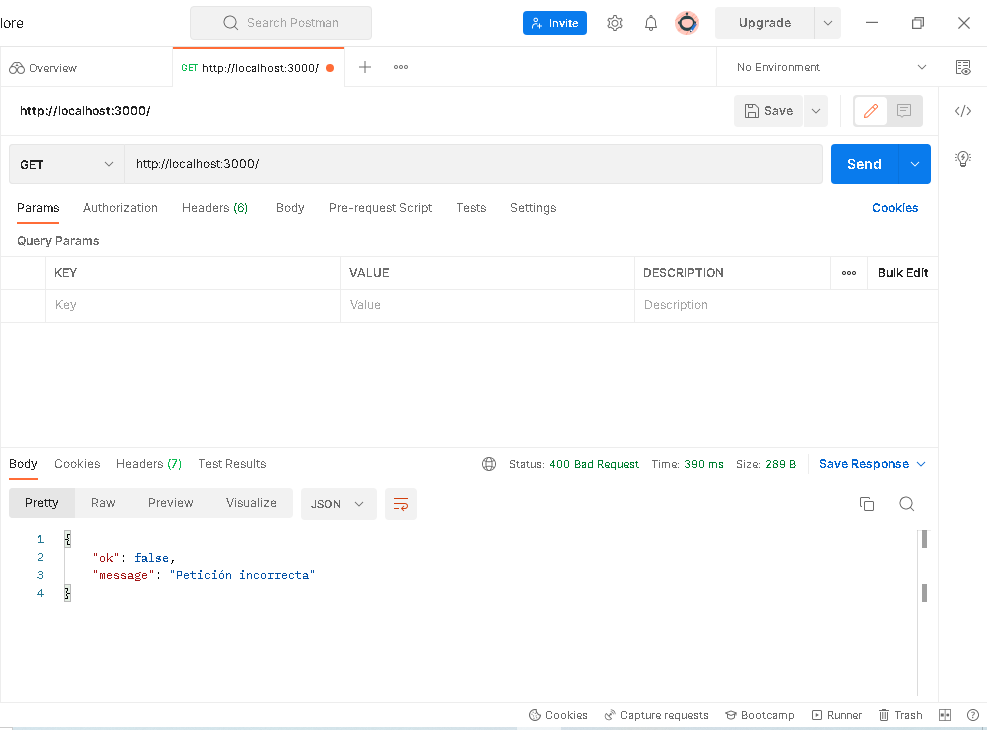 lore
Search Postman
Invite
Upgrade
Overview
GET http://localhost:3000/
No Environment
http://localhost:3000/
Save
GET
http://localhost:3000/
Send
Params Authorization Headers (6) Body Pre-request Script Tests Settings Cookies
Query Params
KEY VALUE DESCRIPTION Bulk Edit
Key Value Description
Body Cookies Headers (7) Test Results Status: 400 Bad Request Time: 390 ms Size: 289 B Save Response
Pretty Raw Preview Visualize JSON
1 {
2 "ok": false,
3 "message": "Petición incorrecta"
4 }
Cookies Capture requests Bootcamp Runner Trash